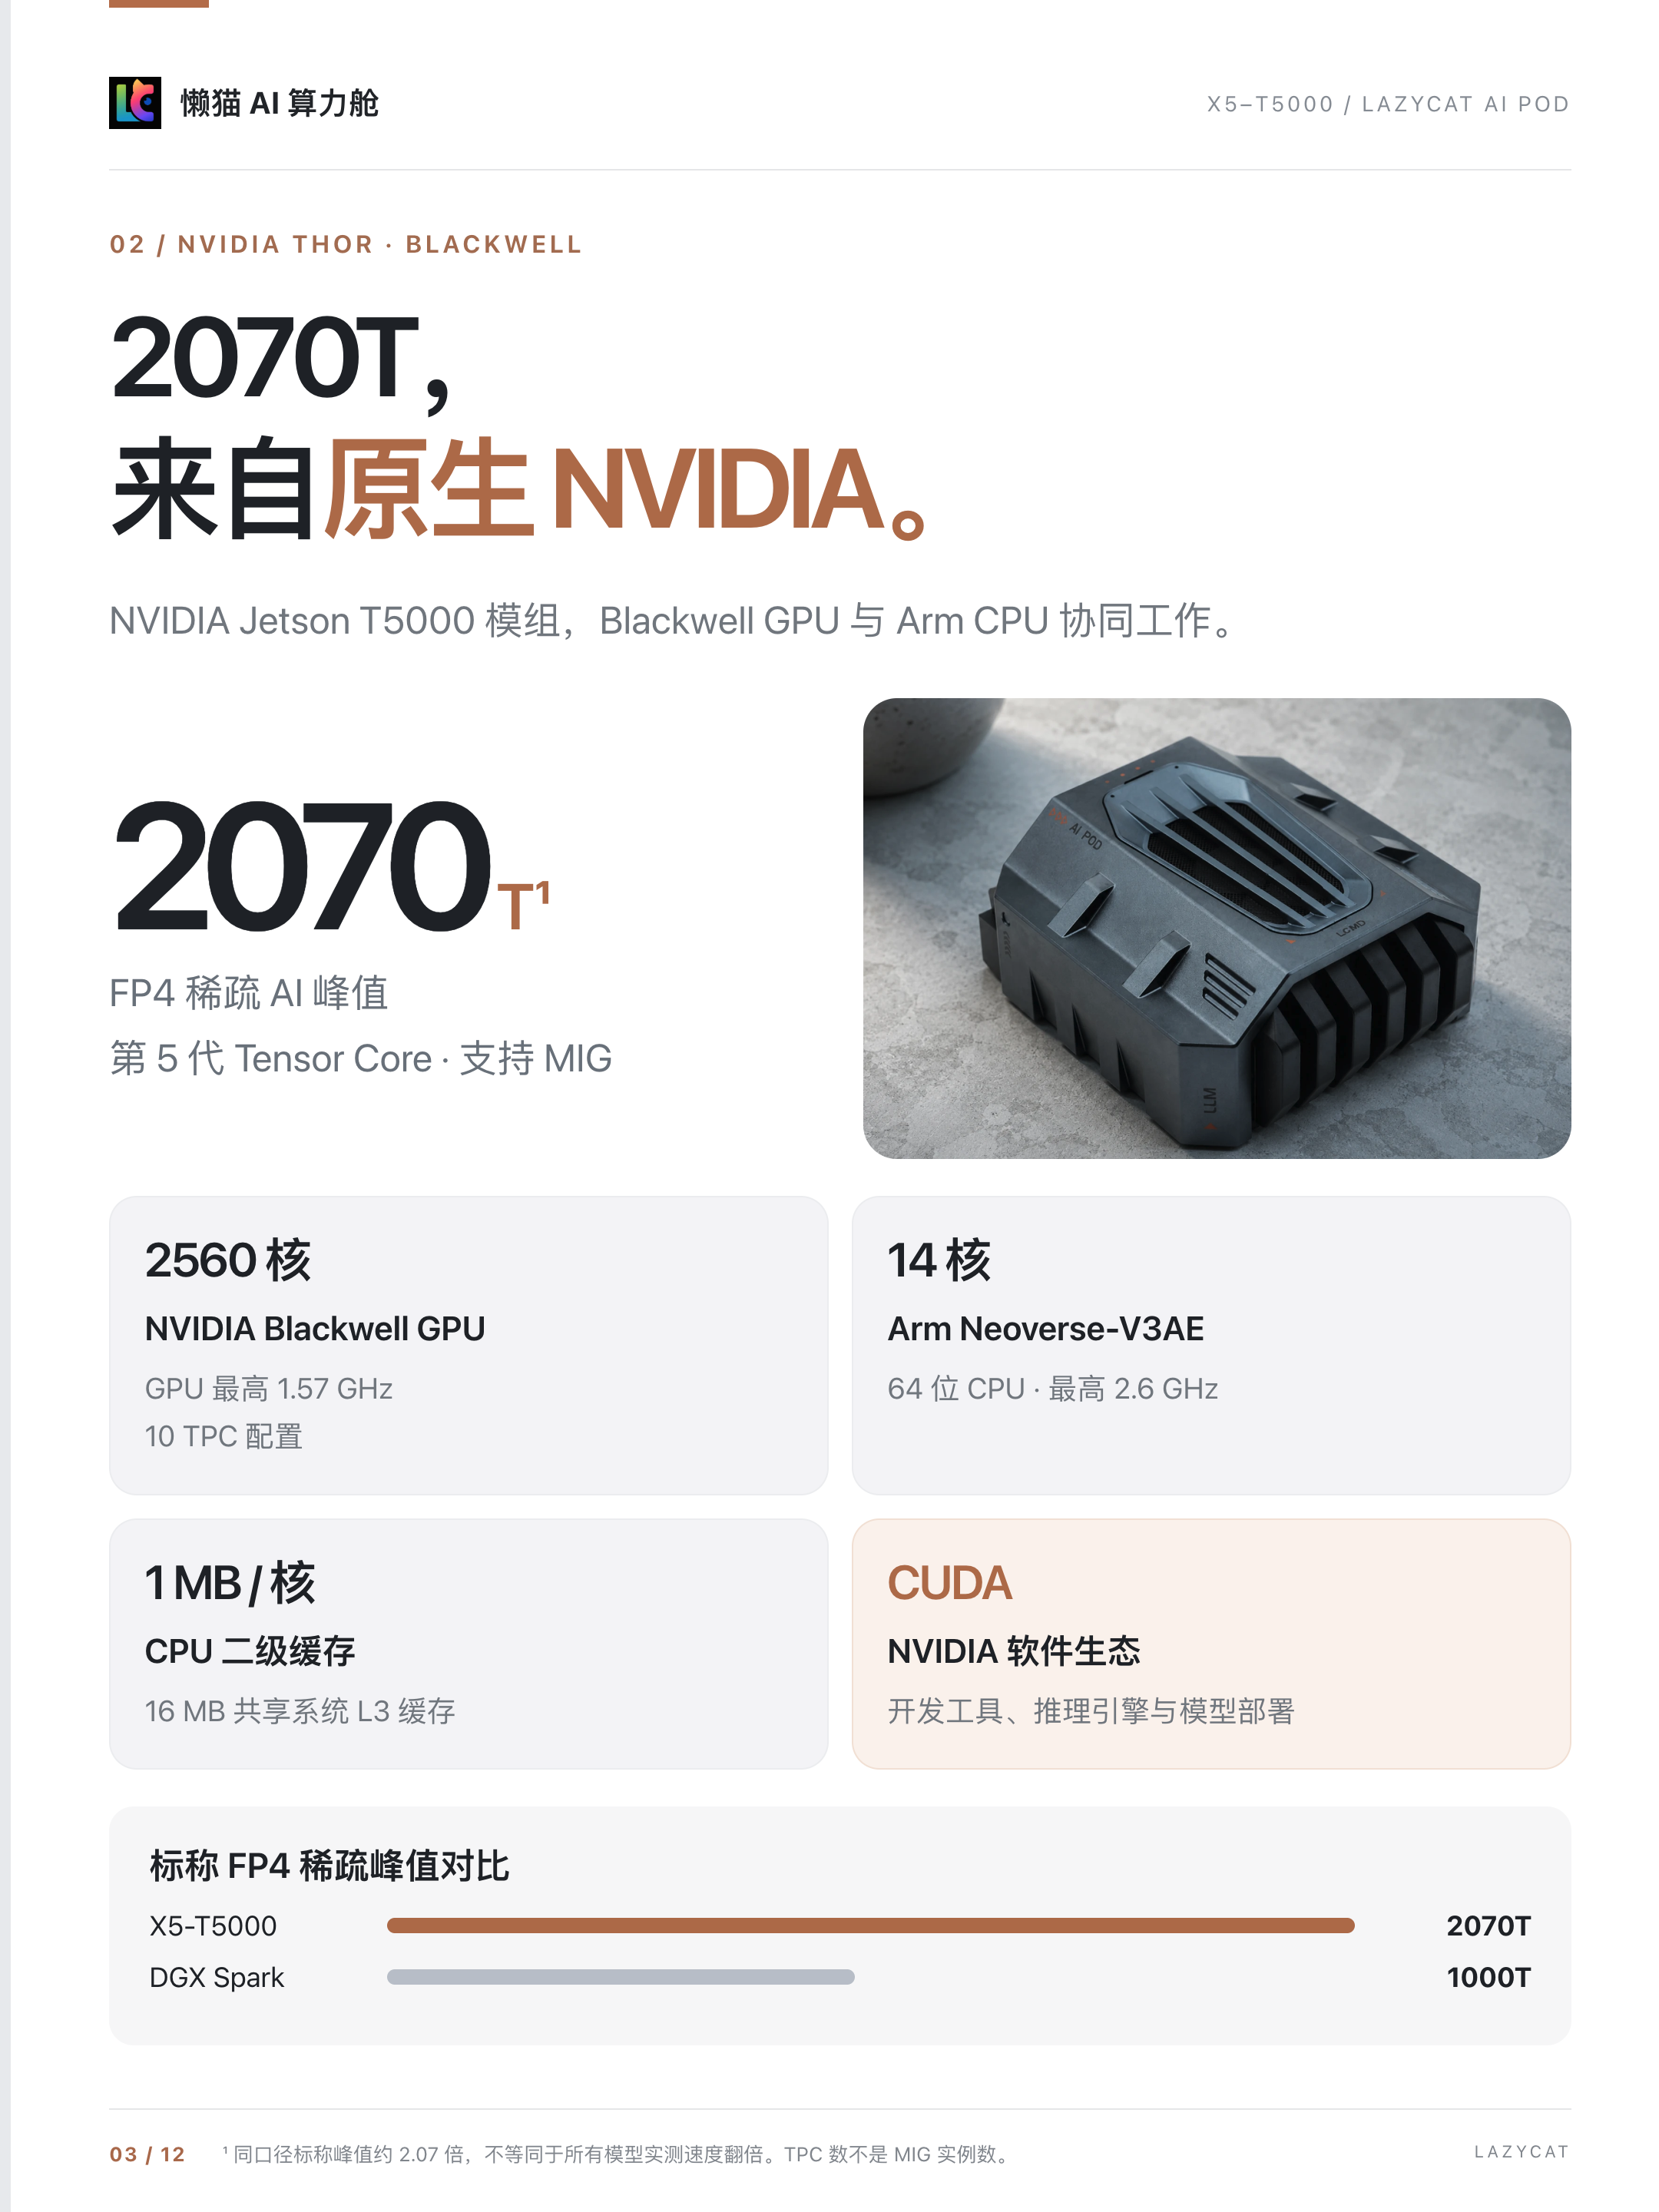 懒猫 AI 算力舱
X5–T5000 / LAZYCAT AI POD
02 / NVIDIA THOR · BLACKWELL
2070T，
来自原生 NVIDIA。
NVIDIA Jetson T5000 模组，Blackwell GPU 与 Arm CPU 协同工作。
2070T¹
FP4 稀疏 AI 峰值
第 5 代 Tensor Core · 支持 MIG
AI POD
LCMD
LLM
2560 核
NVIDIA Blackwell GPU
GPU 最高 1.57 GHz
10 TPC 配置
14 核
Arm Neoverse-V3AE
64 位 CPU · 最高 2.6 GHz
1 MB / 核
CPU 二级缓存
16 MB 共享系统 L3 缓存
CUDA
NVIDIA 软件生态
开发工具、推理引擎与模型部署
标称 FP4 稀疏峰值对比
X5-T5000 2070T
DGX Spark 1000T
03 / 12 ¹ 同口径标称峰值约 2.07 倍，不等同于所有模型实测速度翻倍。TPC 数不是 MIG 实例数。
LAZYCAT